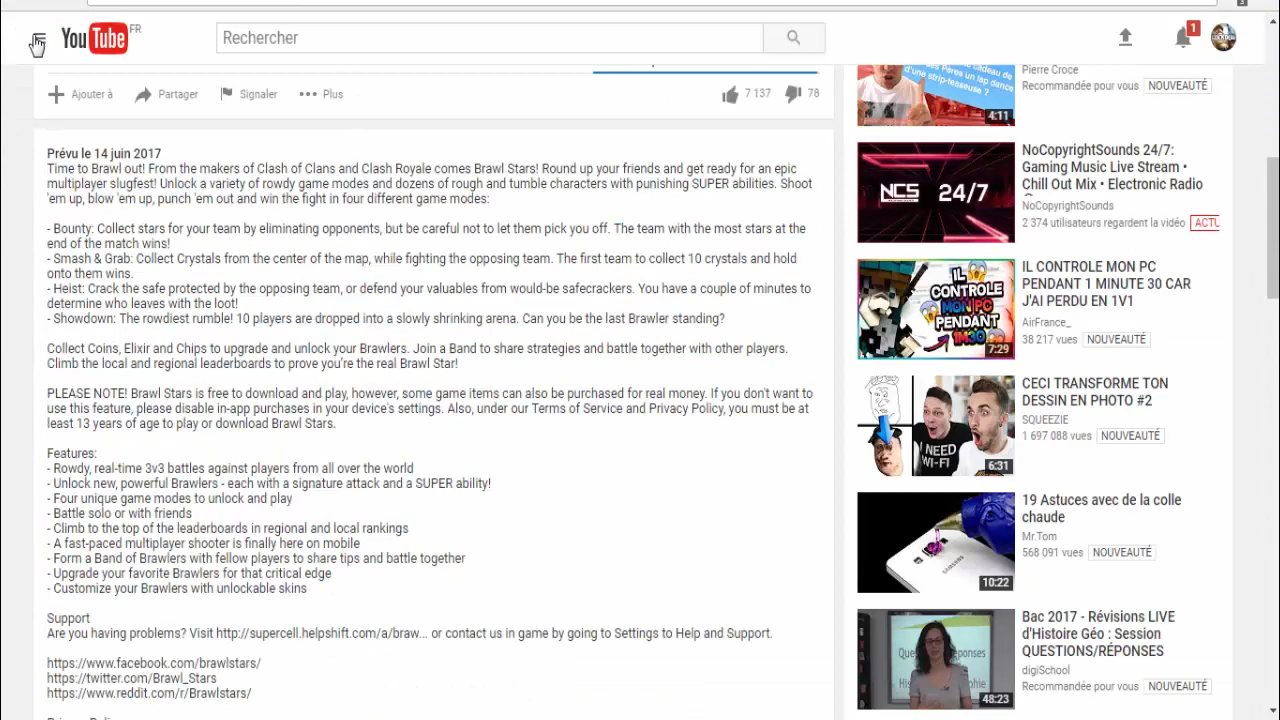 YouTube FR
Rechercher
1
Ajouter à
Partager
Plus
7 137
78
Prévu le 14 juin 2017
Time to Brawl out! From the makers of Clash of Clans and Clash Royale comes Brawl Stars! Round up your friends and get ready for an epic
multiplayer slugfest! Unlock a variety of rowdy game modes and dozens of rough and tumble characters with punishing SUPER abilities. Shoot
'em up, blow 'em up, punch 'em out and win the fight in four different game modes:
- Bounty: Collect stars for your team by eliminating opponents, but be careful not to let them pick you off. The team with the most stars at the
end of the match wins.
- Smash & Grab: Collect Crystals from the center of the map, while fighting the opposing team. The first team to collect 10 crystals and hold
onto them wins.
- Heist: Crack the safe guarded by the opposing team, or defend your valuables from would-be safecrackers. You have a couple of minutes to
determine who leaves with the loot!
- Showdown: The rowdiest rumble! Ten Brawlers dropped into a slowly shrinking arena. Can you be the last Brawler standing?
Collect Coins, Elixir and Chips to upgrade and unlock your Brawlers. Join a Band to share strategies and battle together with other players.
Climb the local and regional leaderboards to prove you're the real Brawl Star!
PLEASE NOTE! Brawl Stars is free to download and play, however, some game items can also be purchased for real money. If you don't want to
use this feature, please disable in-app purchases in your device's settings. Also, under our Terms of Service and Privacy Policy, you must be at
least 13 years of age to play or download Brawl Stars.
Features:
- Rowdy, real-time 3v3 battles against players from all over the world
- Unlock new, powerful Brawlers - each with a signature attack and a SUPER ability!
- Four unique game modes to unlock and play
- Battle solo or with friends
- Climb to the top of the leaderboards in regional and local rankings
- A fast-paced multiplayer shooter only here on mobile
- Form a Band of Brawlers with fellow players to share tips and battle together
- Upgrade your favorite Brawlers for that critical edge
- Customize your Brawlers with unlockable skins
Support
Are you having problems? Visit http://supercell.helpshift.com/a/braw... or contact us in game by going to Settings to Help and Support.
https://www.facebook.com/brawlstars/
https://twitter.com/Brawl_Stars
https://www.reddit.com/r/Brawlstars/
Pierre Croce
Recommandée pour vous NOUVEAUTÉ
4:11
NCS 24/7
NoCopyrightSounds 24/7:
Gaming Music Live Stream •
Chill Out Mix • Electronic Radio
NoCopyrightSounds
2 374 utilisateurs regardent la vidéo ACTU
IL
CONTROLE
MON PC
PENDANT
1M30
7:29
IL CONTROLE MON PC
PENDANT 1 MINUTE 30 CAR
J'AI PERDU EN 1V1
AirFrance_
38 217 vues NOUVEAUTÉ
I NEED
WI-FI
6:31
CECI TRANSFORME TON
DESSIN EN PHOTO #2
SQUEEZIE
1 697 088 vues NOUVEAUTÉ
SAMSUNG
10:22
19 Astuces avec de la colle
chaude
Mr.Tom
568 091 vues NOUVEAUTÉ
48:23
Bac 2017 - Révisions LIVE
d'Histoire Géo : Session
QUESTIONS/RÉPONSES
digiSchool
Recommandée pour vous NOUVEAUTÉ